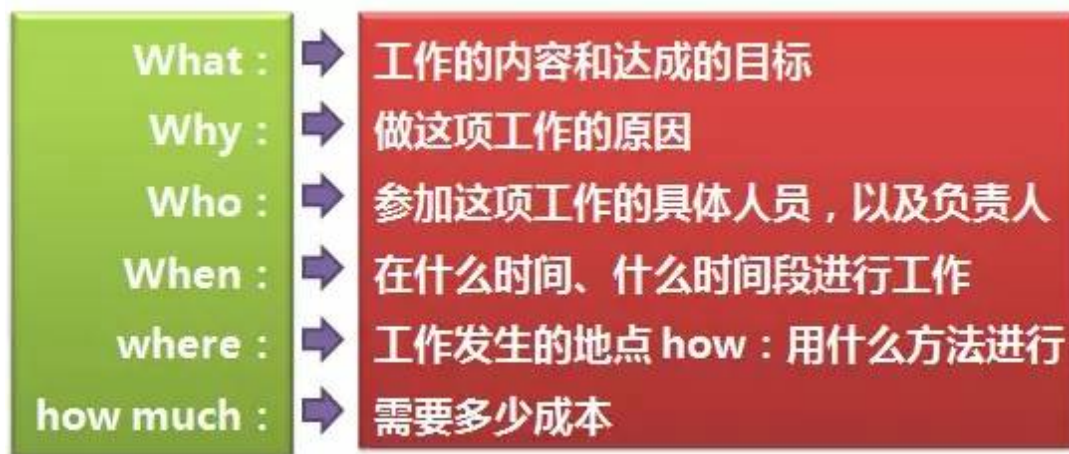 What： 工作的内容和达成的目标
Why： 做这项工作的原因
Who： 参加这项工作的具体人员，以及负责人
When： 在什么时间、什么时间段进行工作
where： 工作发生的地点 how：用什么方法进行
how much： 需要多少成本